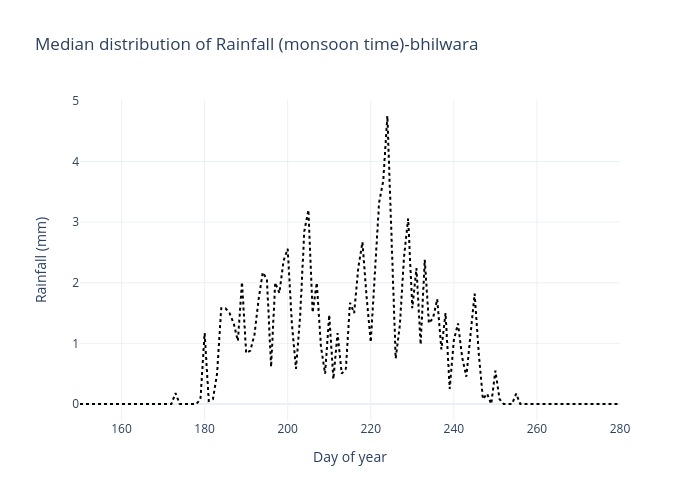 Median distribution of Rainfall (monsoon time)-bhilwara
5
4
3
2
1
0
Rainfall (mm)
160 180 200 220 240 260 280
Day of year